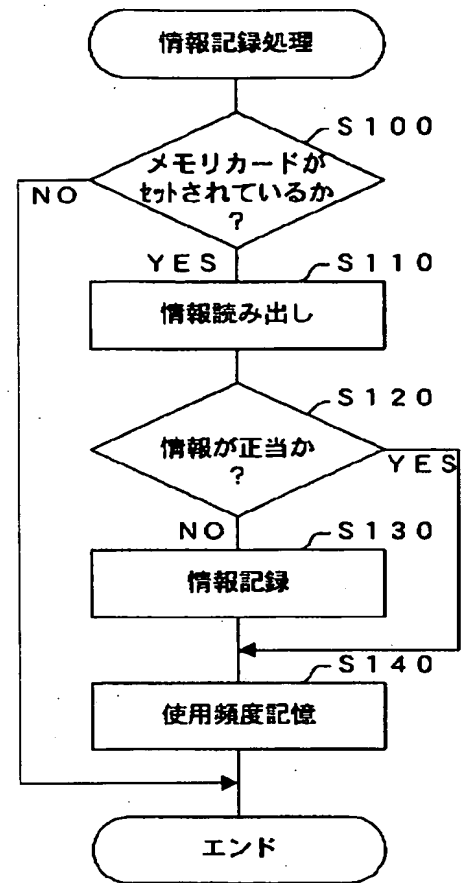 情報記録処理
S100
メモリカードが
ｾｯﾄされているか
?
NO
YES
S110
情報読み出し
S120
情報が正当か
?
YES
NO
S130
情報記録
S140
使用頻度記憶
エンド